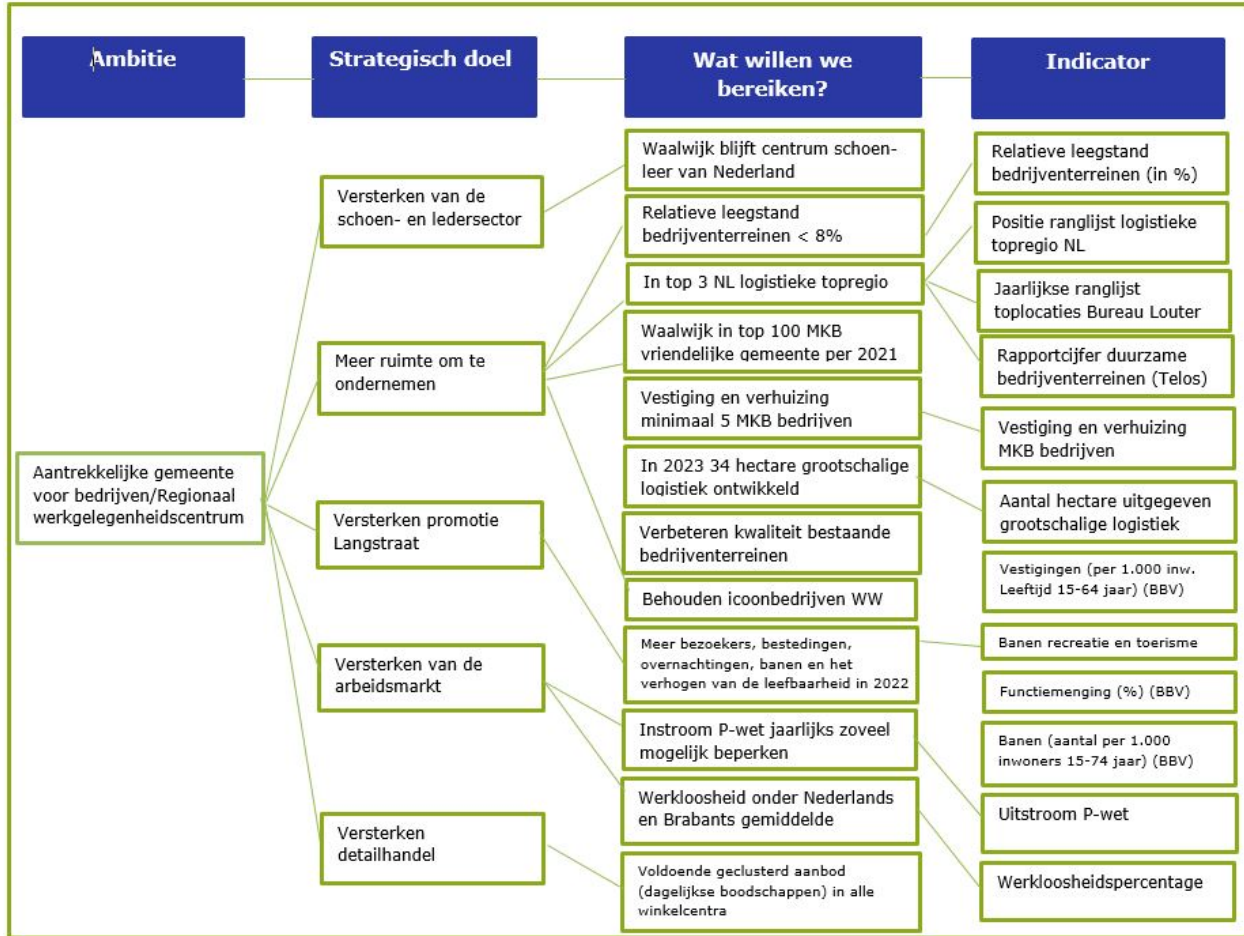 Ambitie
Strategisch doel
Wat willen we
bereiken?
Indicator
Aantrekkelijke gemeente
voor bedrijven/Regionaal
werkgelegenheidscentrum
Versterken van de
schoen- en ledersector
Meer ruimte om te
ondernemen
Versterken promotie
Langstraat
Versterken van de
arbeidsmarkt
Versterken
detailhandel
Waalwijk blijft centrum schoen-
leer van Nederland
Relatieve leegstand
bedrijventerreinen < 8%
In top 3 NL logistieke topregio
Waalwijk in top 100 MKB
vriendelijke gemeente per 2021
Vestiging en verhuizing
minimaal 5 MKB bedrijven
In 2023 34 hectare grootschalige
logistiek ontwikkeld
Verbeteren kwaliteit bestaande
bedrijventerreinen
Behouden icoonbedrijven WW
Meer bezoekers, bestedingen,
overnachtingen, banen en het
verhogen van de leefbaarheid in 2022
Instroom P-wet jaarlijks zoveel
mogelijk beperken
Werkloosheid onder Nederlands
en Brabants gemiddelde
Voldoende geclusterd aanbod
(dagelijkse boodschappen) in alle
winkelcentra
Relatieve leegstand
bedrijventerreinen (in %)
Positie ranglijst logistieke
topregio NL
Jaarlijkse ranglijst
toplocaties Bureau Louter
Rapportcijfer duurzame
bedrijventerreinen (Telos)
Vestiging en verhuizing
MKB bedrijven
Aantal hectare uitgegeven
grootschalige logistiek
Vestigingen (per 1.000 inw.
Leeftijd 15-64 jaar) (BBV)
Banen recreatie en toerisme
Functiemenging (%) (BBV)
Banen (aantal per 1.000
inwoners 15-74 jaar) (BBV)
Uitstroom P-wet
Werkloosheidspercentage